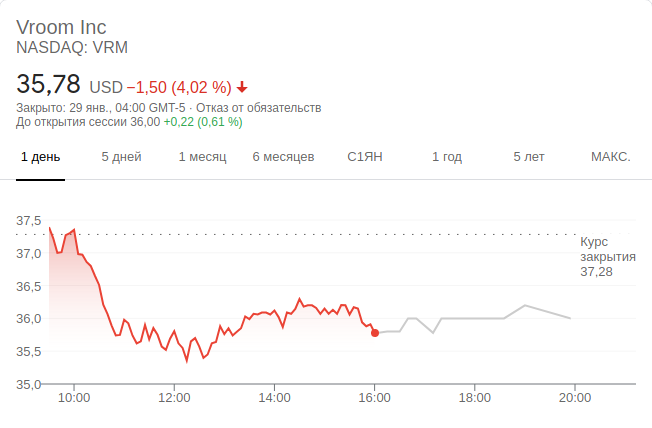 Vroom Inc
NASDAQ: VRM
35,78 USD −1,50 (4,02 %)
Закрыто: 29 янв., 04:00 GMT-5 · Отказ от обязательств
До открытия сессии 36,00 +0,22 (0,61 %)
1 день 5 дней 1 месяц 6 месяцев С1ЯН 1 год 5 лет МАКС.
37,5
Курс
закрытия
37,28
37,0
36,5
36,0
35,5
35,0
10:00 12:00 14:00 16:00 18:00 20:00